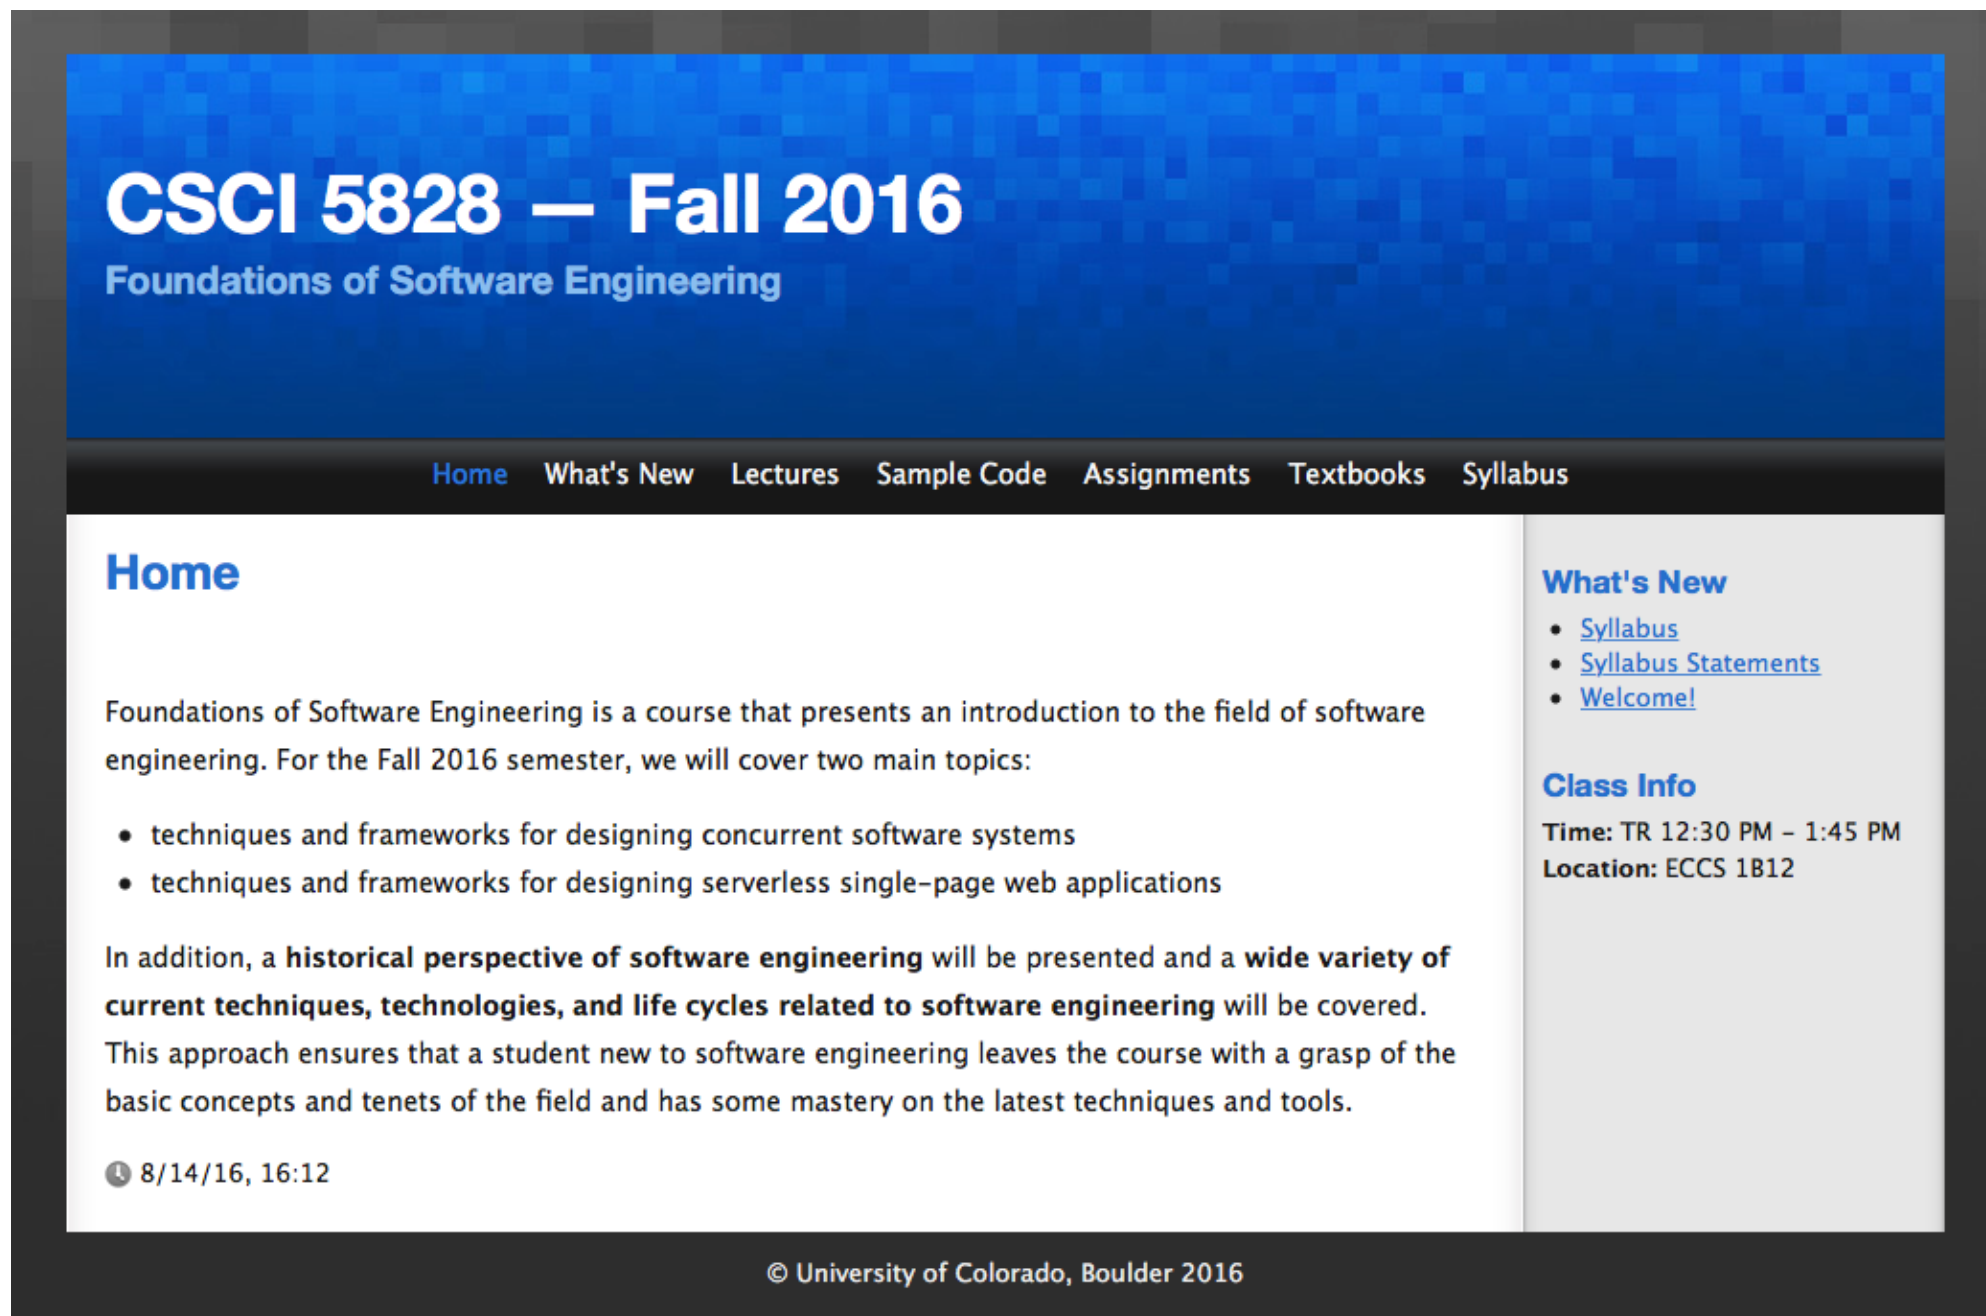 CSCI 5828 — Fall 2016
Foundations of Software Engineering
Home What's New Lectures Sample Code Assignments Textbooks Syllabus
Home
Foundations of Software Engineering is a course that presents an introduction to the field of software
engineering. For the Fall 2016 semester, we will cover two main topics:
• techniques and frameworks for designing concurrent software systems
• techniques and frameworks for designing serverless single-page web applications
In addition, a historical perspective of software engineering will be presented and a wide variety of
current techniques, technologies, and life cycles related to software engineering will be covered.
This approach ensures that a student new to software engineering leaves the course with a grasp of the
basic concepts and tenets of the field and has some mastery on the latest techniques and tools.
8/14/16, 16:12
What's New
• Syllabus
• Syllabus Statements
• Welcome!
Class Info
Time: TR 12:30 PM – 1:45 PM
Location: ECCS 1B12
© University of Colorado, Boulder 2016